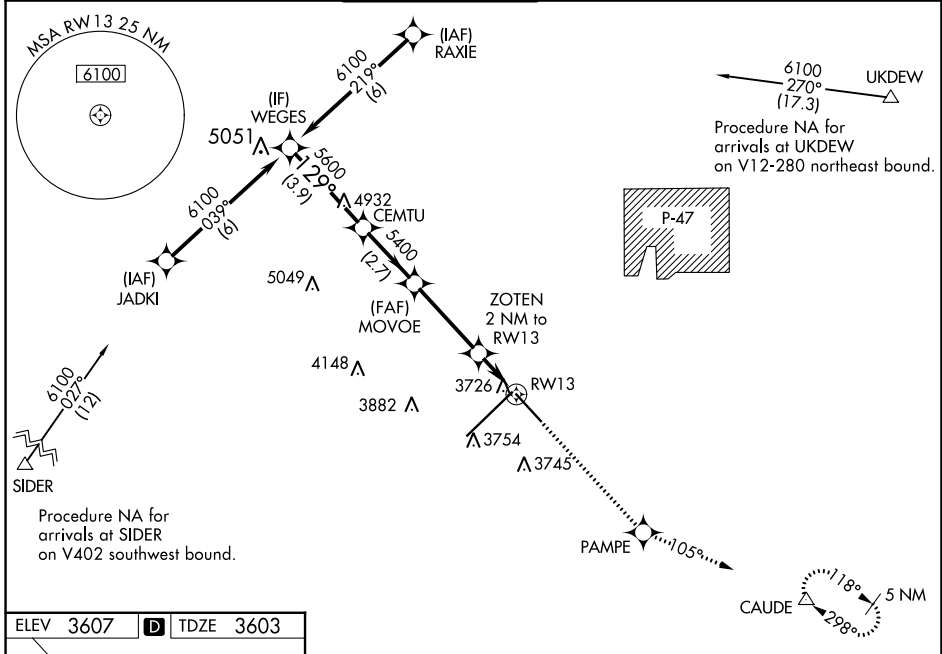 MSA RW13 25 NM
6100
(IAF)
RAXIE
6100
219°
(6)
(IF)
WEGES
5051
6100
270°
(17.3)
UKDEW
Procedure NA for
arrivals at UKDEW
on V12-280 northeast bound.
5600
129°
(3.9)
4932
CEMTU
P-47
6100
039°
(6)
(IAF)
JADKI
5400
(2.7)
5049
(FAF)
MOVOE
ZOTEN
2 NM to
RW13
4148
3726
RW13
3882
6100
027°
(12)
3754
3745
SIDER
Procedure NA for
arrivals at SIDER
on V402 southwest bound.
PAMPE
105°
118°
5 NM
CAUDE
298°
ELEV 3607 D TDZE 3603